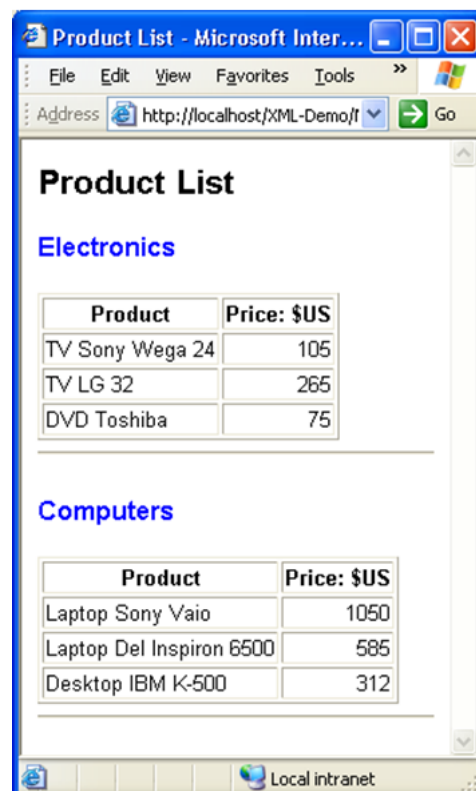 Product List - Microsoft Inter...
File Edit View Favorites Tools »
Address http://localhost/XML-Demo/ Go
Product List
Electronics
Product Price: $US
TV Sony Wega 24 105
TV LG 32 265
DVD Toshiba 75
Computers
Product Price: $US
Laptop Sony Vaio 1050
Laptop Del Inspiron 6500 585
Desktop IBM K-500 312
Local intranet